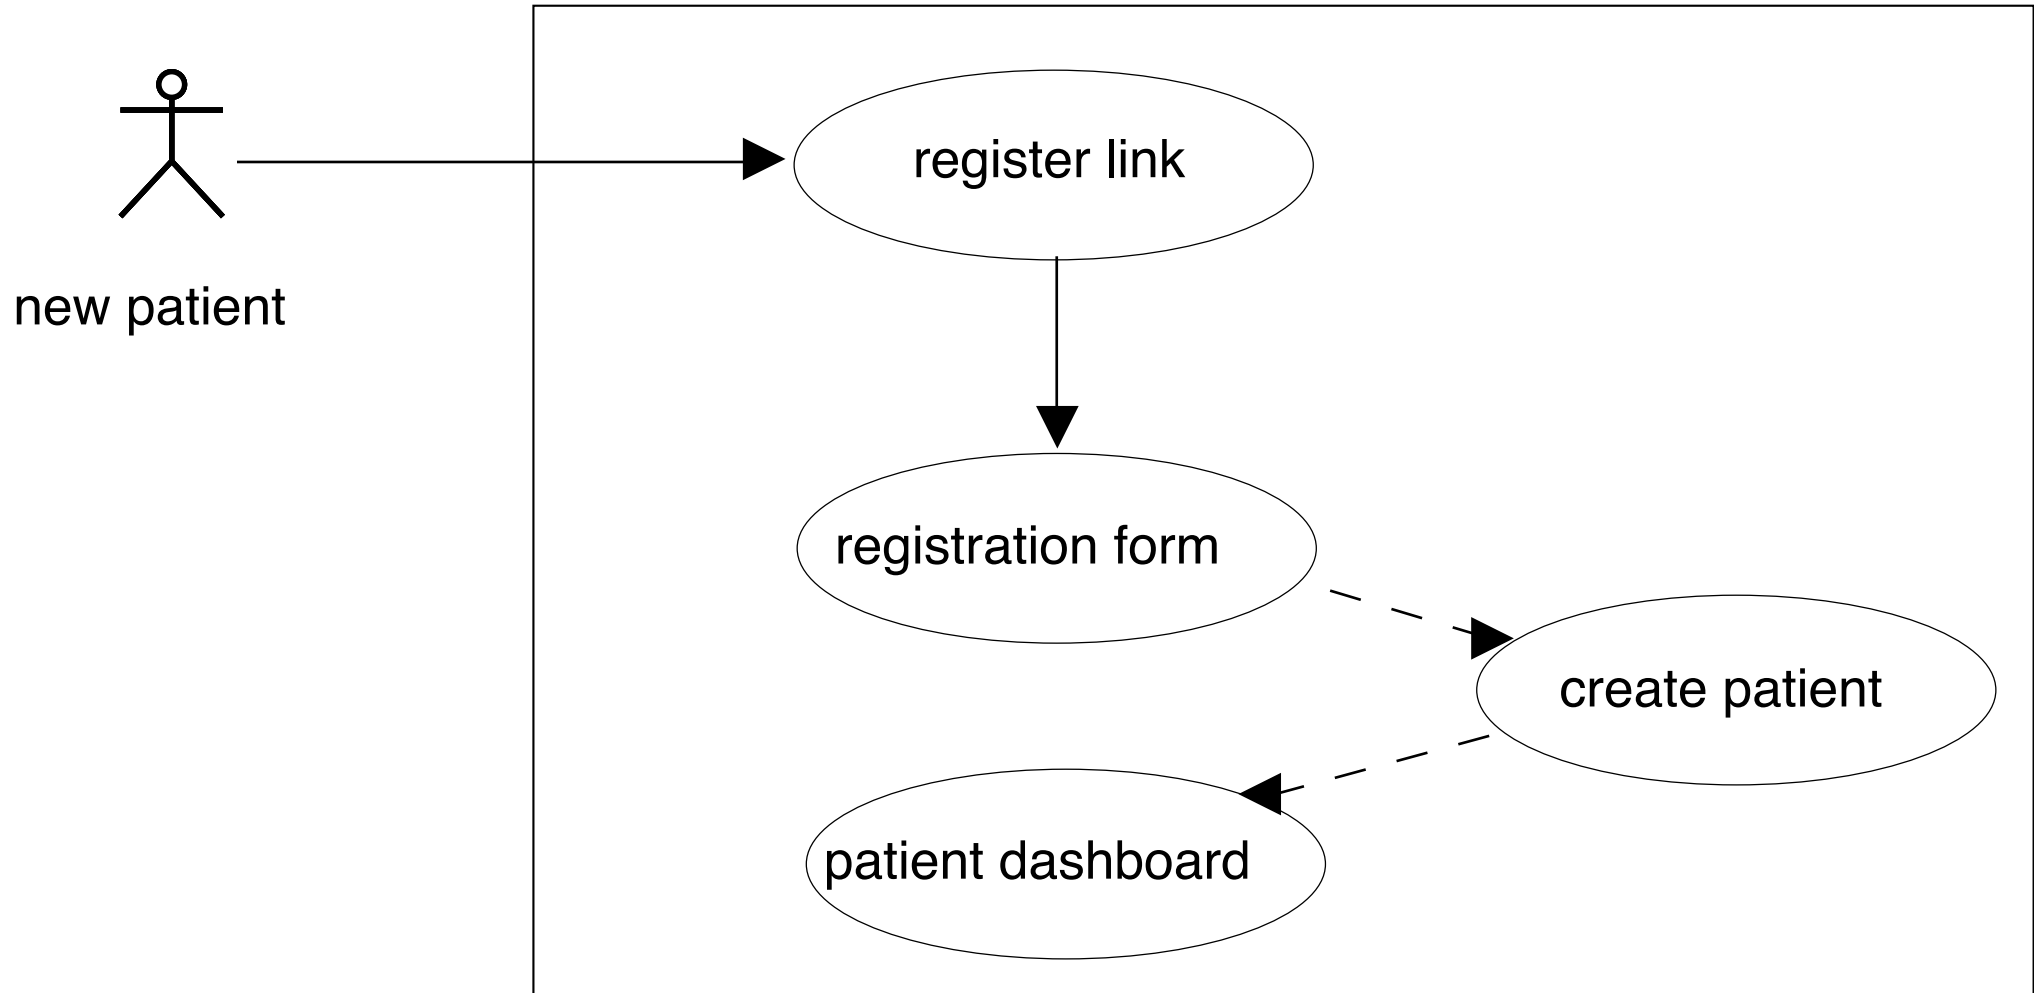 register link
new patient
registration form
create patient
patient dashboard